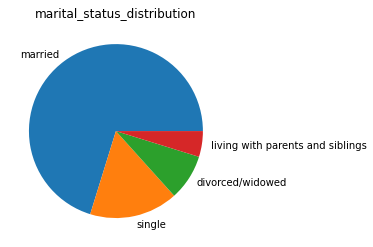 marital_status_distribution
married
living with parents and siblings
divorced/widowed
single